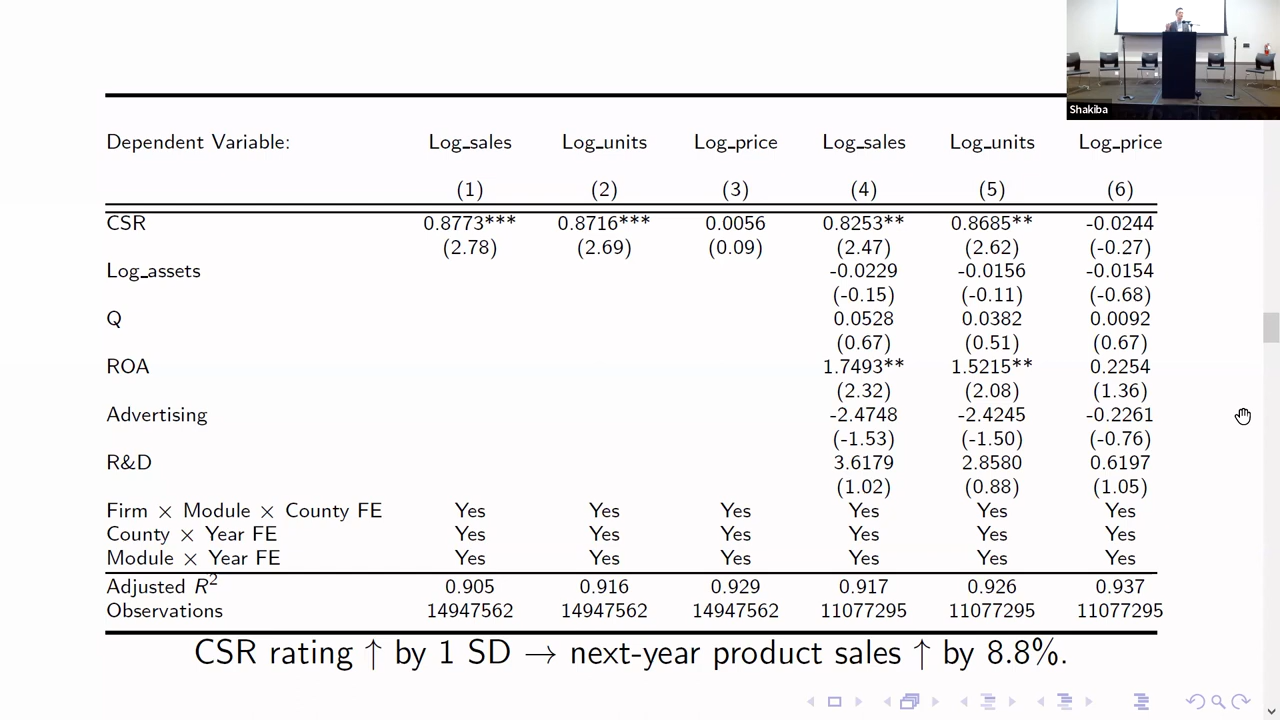 Shakiba
Dependent Variable: Log_sales Log_units Log_price Log_sales Log_units Log_price
(1) (2) (3) (4) (5) (6)
CSR 0.8773*** 0.8716*** 0.0056 0.8253** 0.8685** -0.0244
(2.78) (2.69) (0.09) (2.47) (2.62) (-0.27)
Log_assets -0.0229 -0.0156 -0.0154
(-0.15) (-0.11) (-0.68)
Q 0.0528 0.0382 0.0092
(0.67) (0.51) (0.67)
ROA 1.7493** 1.5215** 0.2254
(2.32) (2.08) (1.36)
Advertising -2.4748 -2.4245 -0.2261
(-1.53) (-1.50) (-0.76)
R&D 3.6179 2.8580 0.6197
(1.02) (0.88) (1.05)
Firm × Module × County FE Yes Yes Yes Yes Yes Yes
County × Year FE Yes Yes Yes Yes Yes Yes
Module × Year FE Yes Yes Yes Yes Yes Yes
Adjusted R² 0.905 0.916 0.929 0.917 0.926 0.937
Observations 14947562 14947562 14947562 11077295 11077295 11077295
CSR rating ↑ by 1 SD → next-year product sales ↑ by 8.8%.